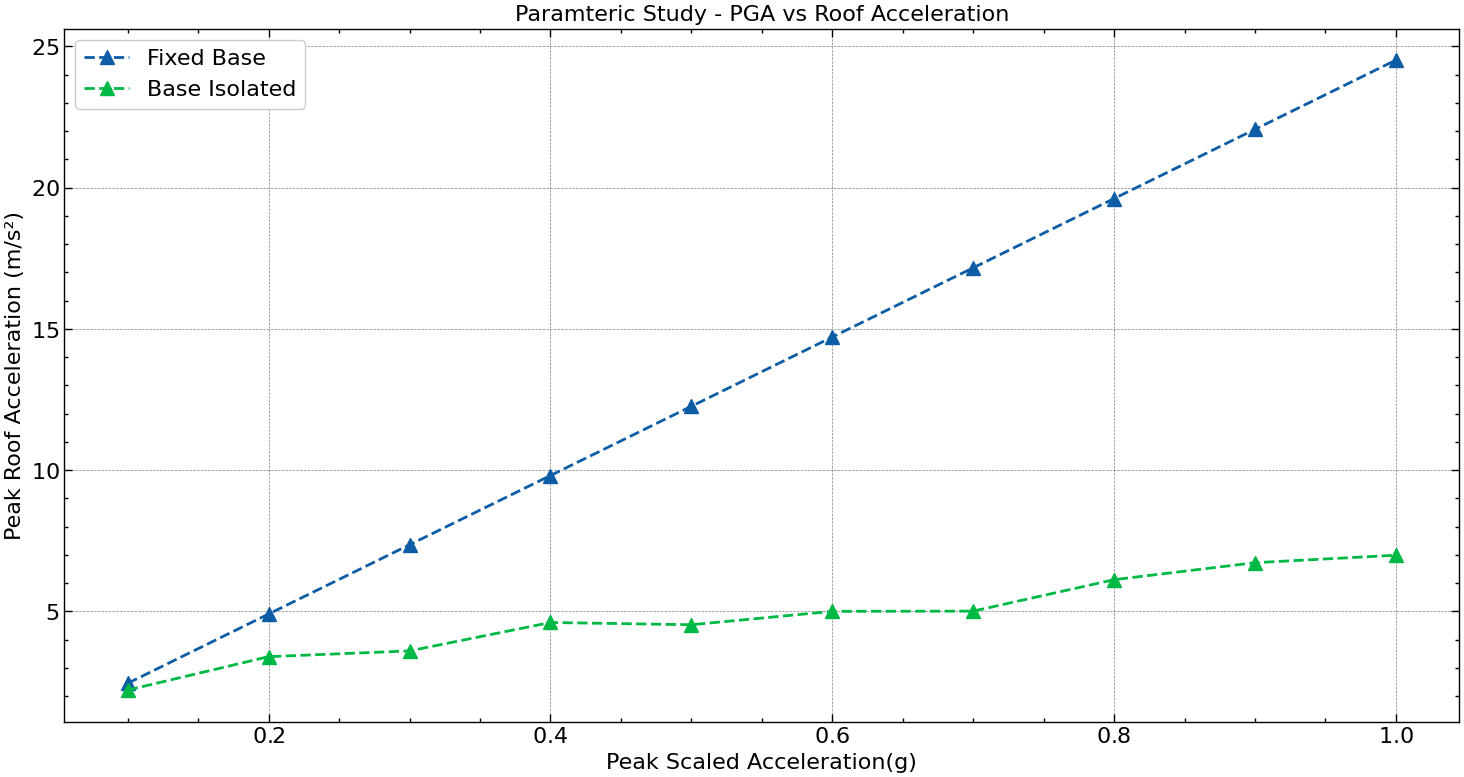 Paramteric Study - PGA vs Roof Acceleration
Fixed Base
Base Isolated
25
20
15
10
5
Peak Roof Acceleration (m/s²)
0.2
0.4
0.6
0.8
1.0
Peak Scaled Acceleration(g)